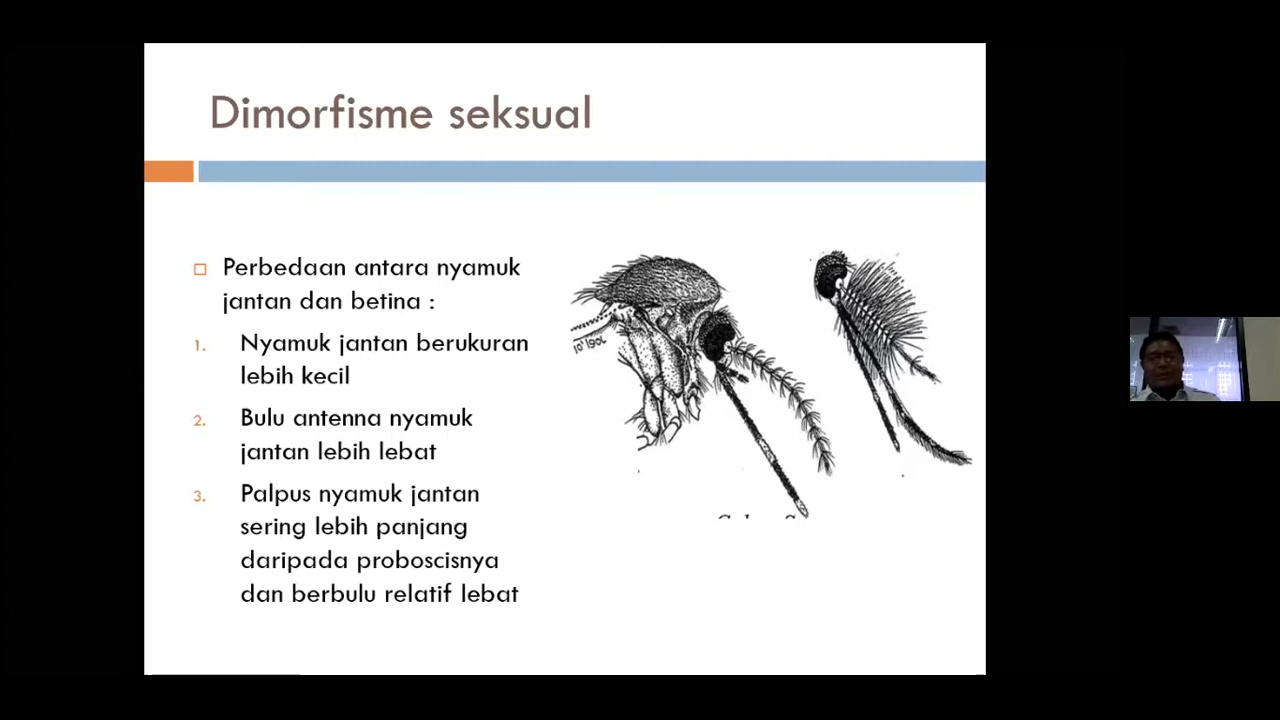 Dimorfisme seksual
Perbedaan antara nyamuk
jantan dan betina :
1. Nyamuk jantan berukuran
lebih kecil
2. Bulu antenna nyamuk
jantan lebih lebat
3. Palpus nyamuk jantan
sering lebih panjang
daripada proboscisnya
dan berbulu relatif lebat